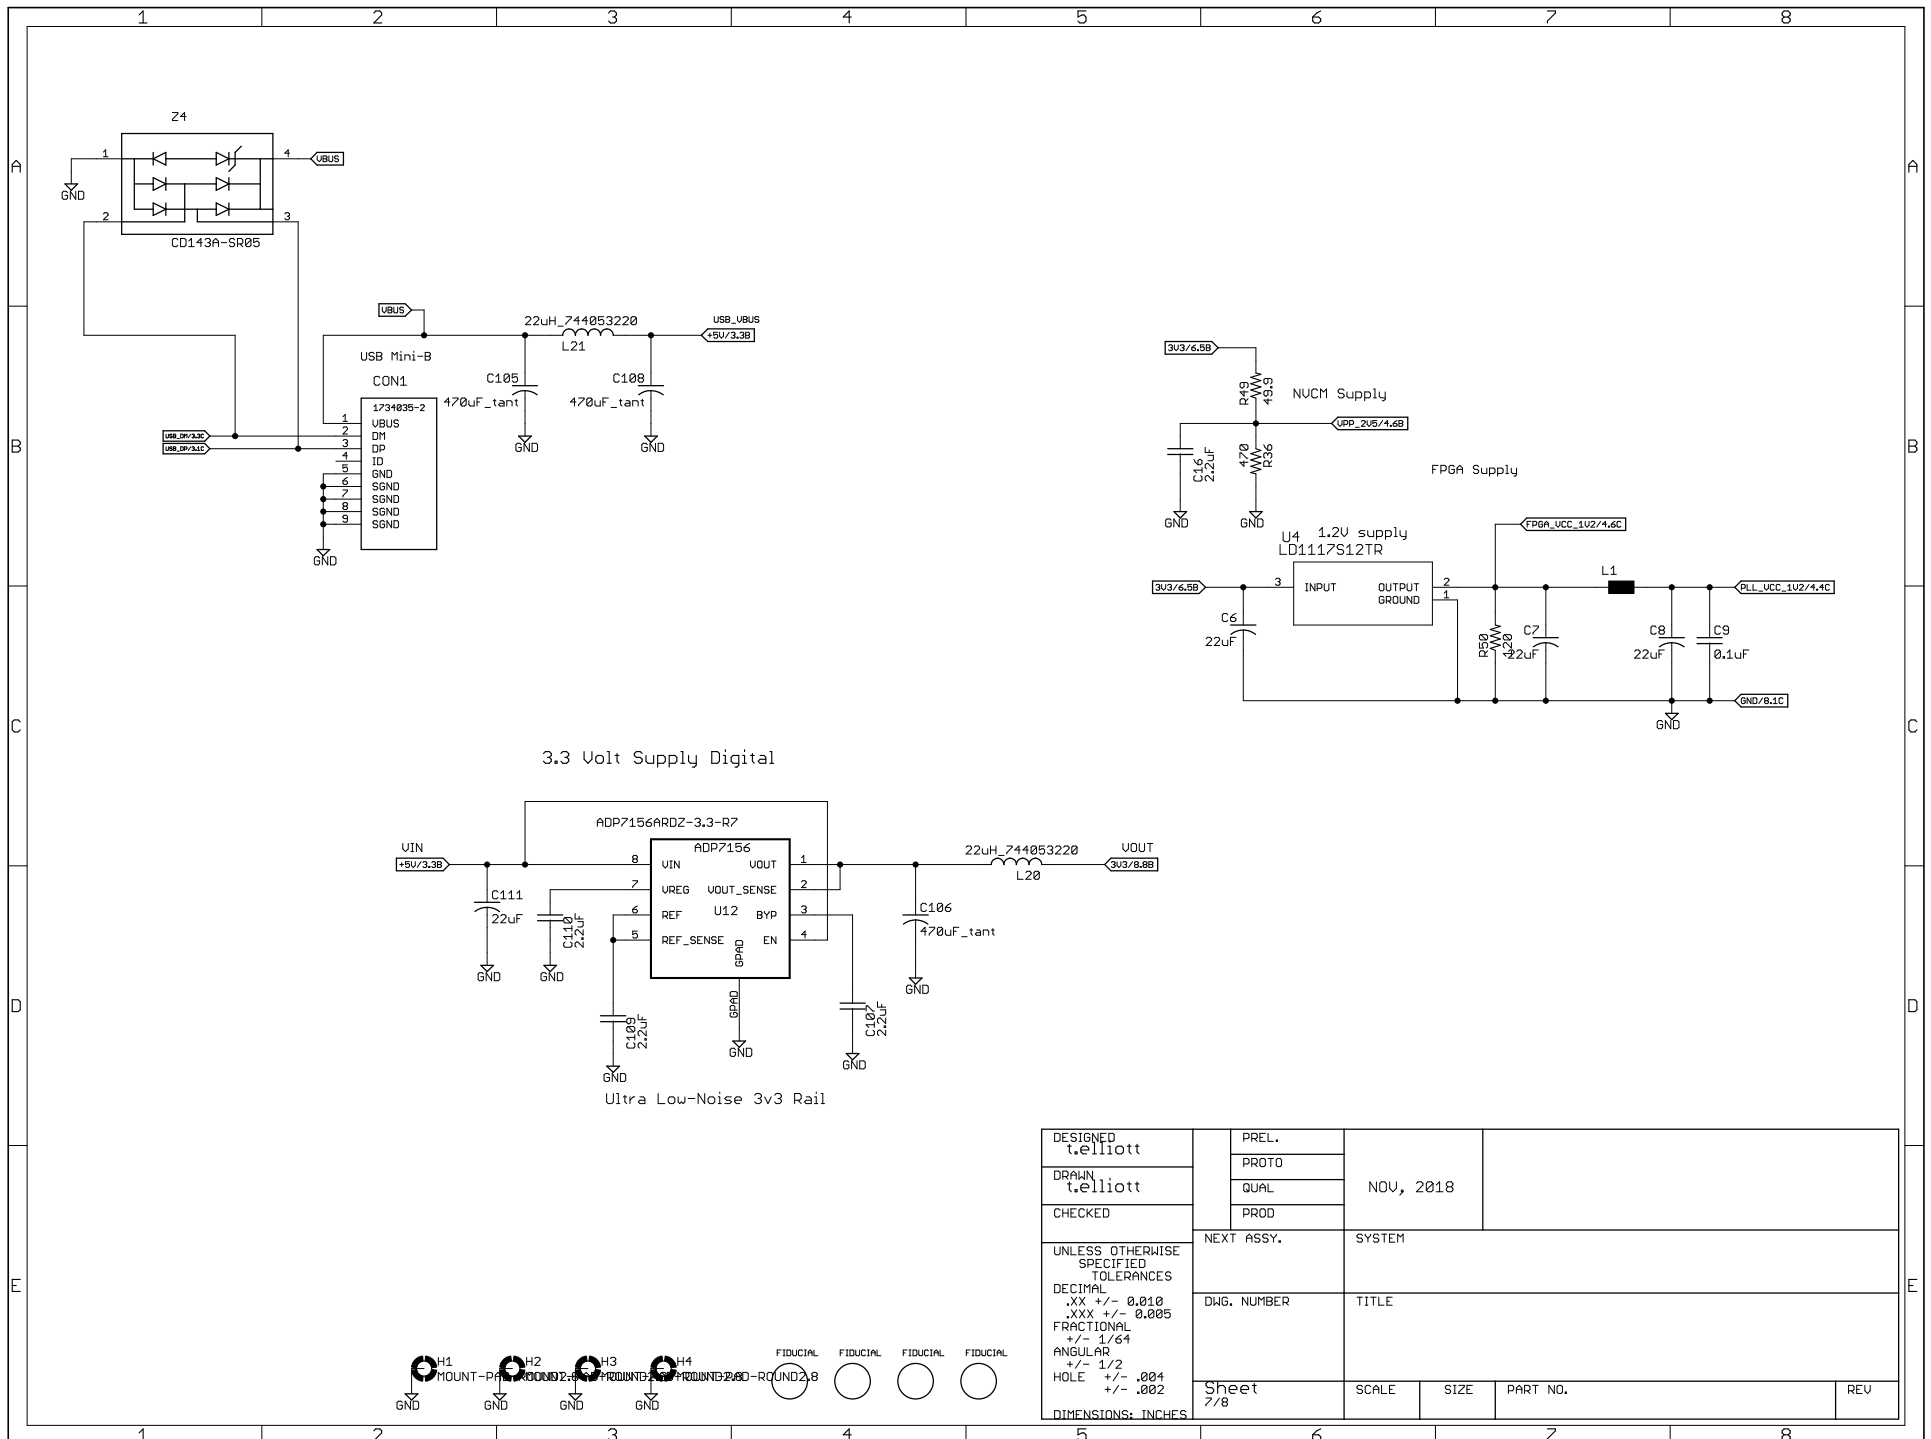 1 2 3 4 5 6 7 8
A A
Z4
1
4
VBUS
GND
2
3
CD143A-SR05
VBUS
22uH_744053220
USB_VBUS
+5V/3.3B
L21
USB Mini-B
CON1
C105
470uF_tant
C108
470uF_tant
GND
GND
1734035-2
1 VBUS
2 DM
3 DP
4 ID
5 GND
6 SGND
7 SGND
8 SGND
9 SGND
USB_DM/3.3C
USB_DP/3.1C
GND
B B
3V3/6.5B
R49
49.9
NVCM Supply
VPP_2V5/4.6B
C16
2.2uF
470
R36
GND
GND
FPGA Supply
FPGA_VCC_1V2/4.6C
U4
1.2V supply
LD1117S12TR
3V3/6.5B
3
INPUT
OUTPUT
GROUND
2
1
L1
PLL_VCC_1V2/4.4C
C6
22uF
R50
120
C7
22uF
C8
22uF
C9
0.1uF
GND/8.1C
GND
C C
3.3 Volt Supply Digital
ADP7156ARDZ-3.3-R7
ADP7156
VIN
+5V/3.3B
8 VIN
7 VREG
6 REF
5 REF_SENSE
VOUT 1
VOUT_SENSE 2
BYP 3
EN 4
U12
GPAD
GPAD
22uH_744053220
L20
VOUT
3V3/8.8B
C111
22uF
C110
2.2uF
C106
470uF_tant
GND
GND
GND
C109
2.2uF
C107
2.2uF
GND
GND
GND
D D
Ultra Low-Noise 3v3 Rail
DESIGNED
t.elliott
DRAWN
t.elliott
CHECKED
PREL.
PROTO
QUAL
PROD
NOV, 2018
UNLESS OTHERWISE
SPECIFIED
TOLERANCES
DECIMAL
.XX +/- 0.010
.XXX +/- 0.005
FRACTIONAL
+/- 1/64
ANGULAR
+/- 1/2
HOLE +/- .004
+/- .002
DIMENSIONS: INCHES
NEXT ASSY.
SYSTEM
DWG. NUMBER
TITLE
Sheet
7/8
SCALE
SIZE
PART NO.
REV
E E
H1
H2
H3
H4
MOUNT-PAD-ROUND2.8
GND
GND
GND
GND
FIDUCIAL
FIDUCIAL
FIDUCIAL
FIDUCIAL
1 2 3 4 5 6 7 8